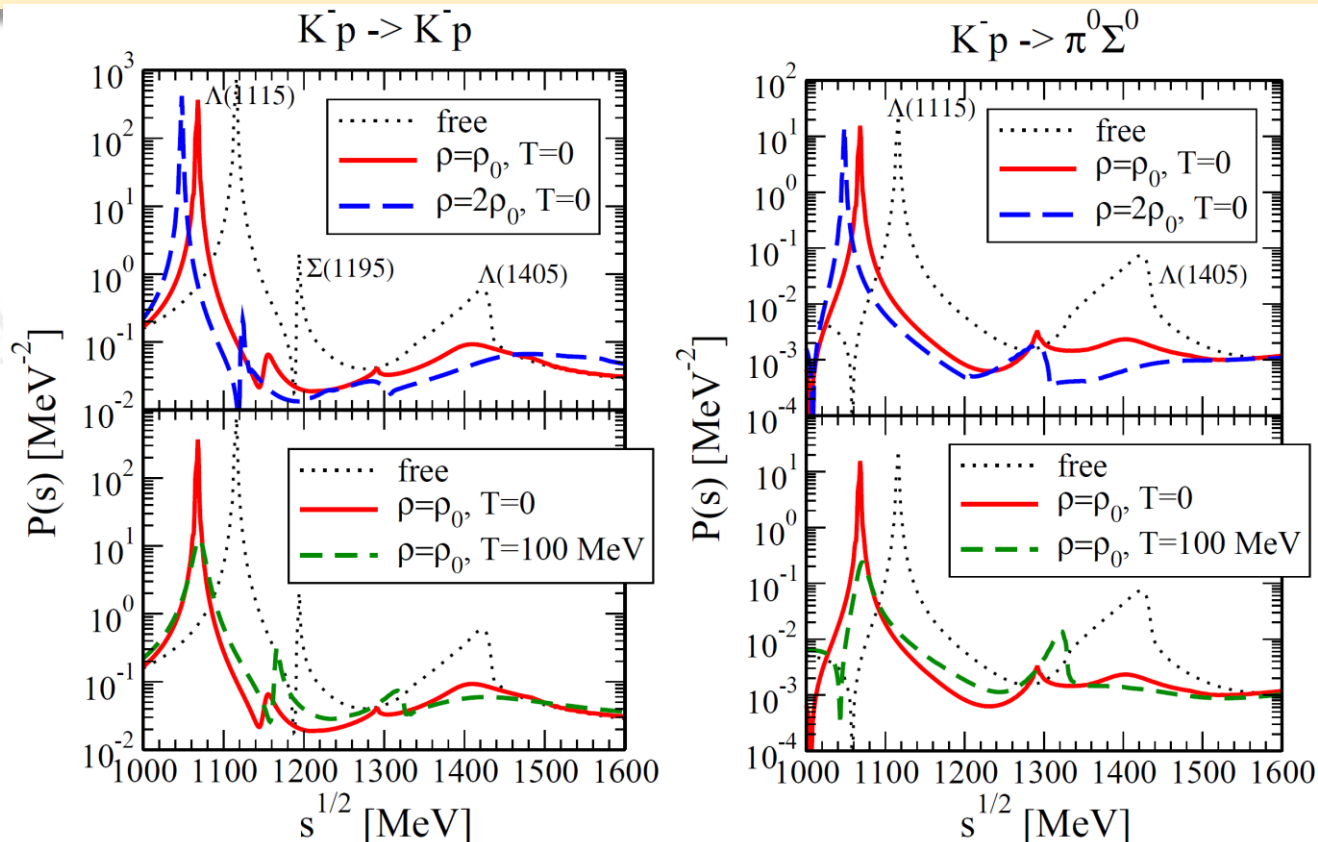 K⁻p -> K⁻p
10³
10²
10¹
10⁰
10⁻¹
10⁻²
Λ(1115)
Σ(1195)
Λ(1405)
free
ρ=ρ₀, T=0
ρ=2ρ₀, T=0
P(s) [MeV⁻²]
10²
10¹
10⁰
10⁻¹
10⁻²
free
ρ=ρ₀, T=0
ρ=ρ₀, T=100 MeV
1000 1100 1200 1300 1400 1500 1600
s^1/2 [MeV]
K⁻p -> π⁰Σ⁰
10²
10¹
10⁰
10⁻¹
10⁻²
10⁻³
10⁻⁴
Λ(1115)
Λ(1405)
free
ρ=ρ₀, T=0
ρ=2ρ₀, T=0
P(s) [MeV⁻²]
10¹
10⁰
10⁻¹
10⁻²
10⁻³
10⁻⁴
free
ρ=ρ₀, T=0
ρ=ρ₀, T=100 MeV
1000 1100 1200 1300 1400 1500 1600
s^1/2 [MeV]